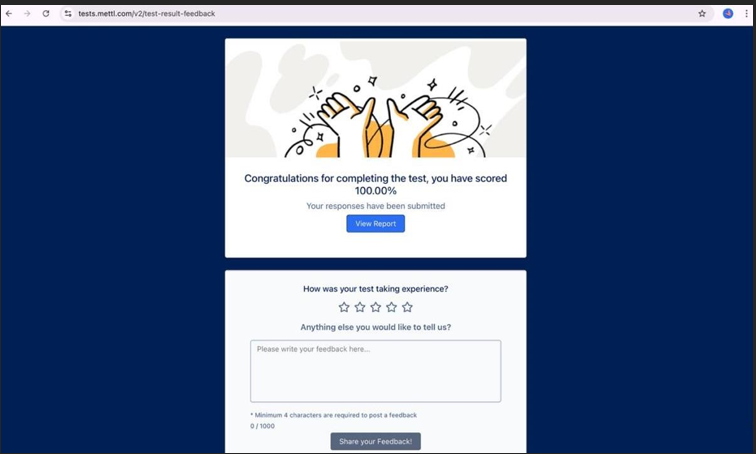 tests.mettl.com/v2/test-result-feedback
Congratulations for completing the test, you have scored
100.00%
Your responses have been submitted
View Report
How was your test taking experience?
Anything else you would like to tell us?
Please write your feedback here...
* Minimum 4 characters are required to post a feedback
0 / 1000
Share your Feedback!